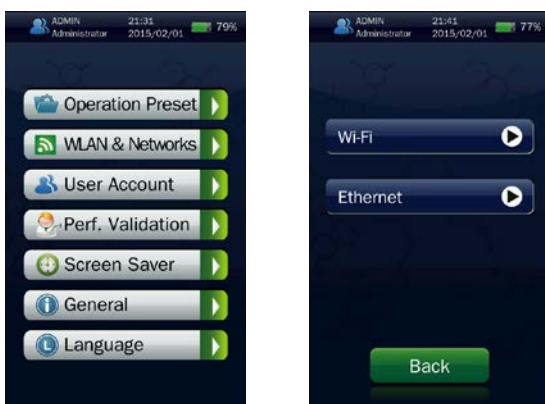 ADMIN 21:31 79%
Administrator 2015/02/01
Operation Preset
WLAN & Networks
User Account
Perf. Validation
Screen Saver
General
Language
ADMIN 21:41 77%
Administrator 2015/02/01
Wi-Fi
Ethernet
Back